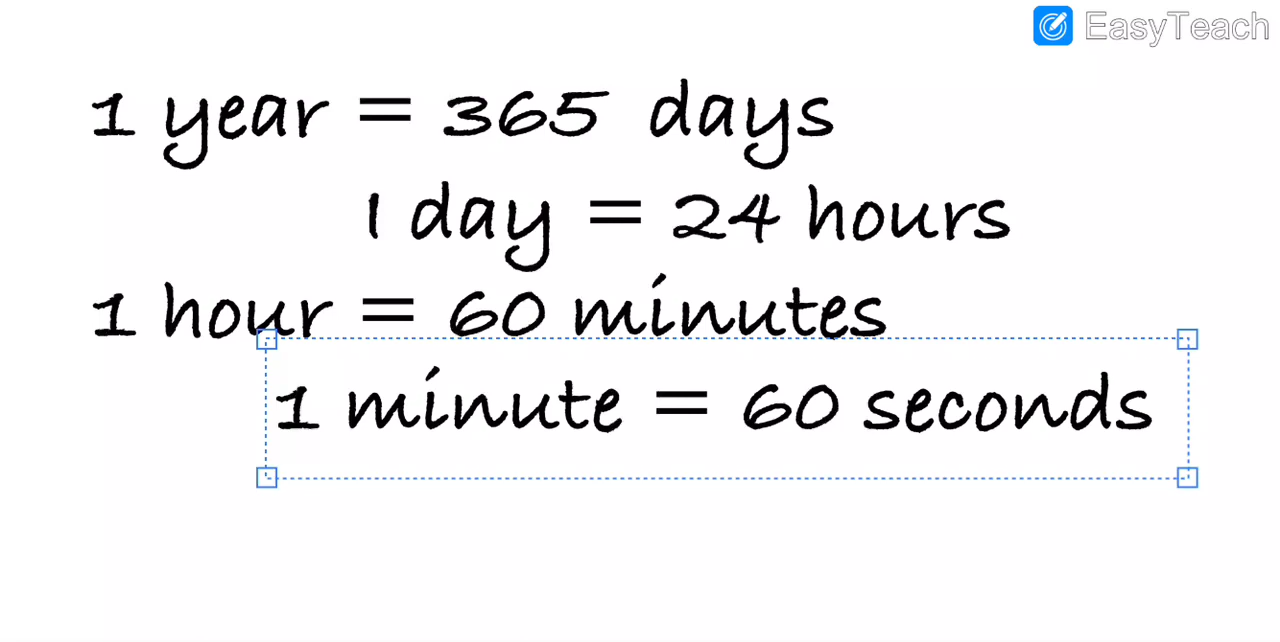 EasyTeach
1 year = 365 days
1 day = 24 hours
1 hour = 60 minutes
1 minute = 60 seconds